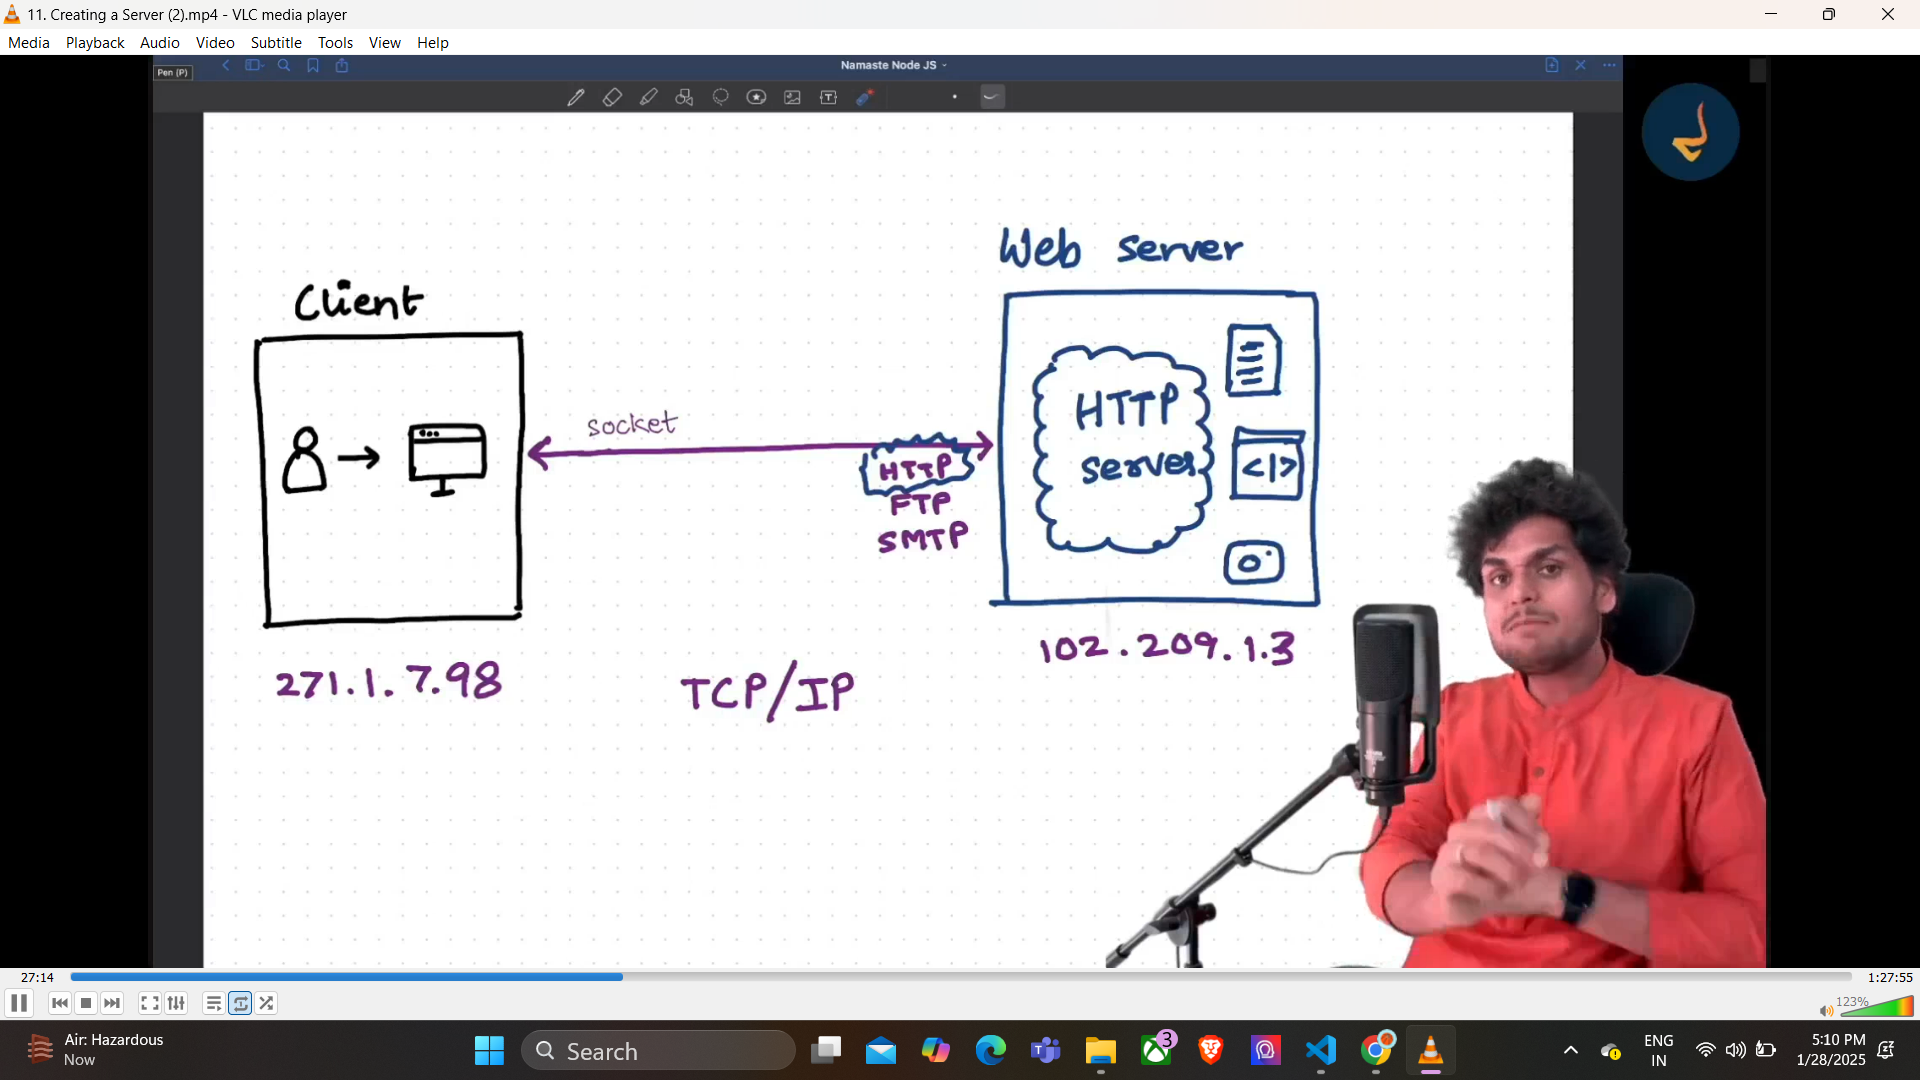 11. Creating a Server (2).mp4 - VLC media player
Media Playback Audio Video Subtitle Tools View Help
Pen (P)
Namaste Node JS
Web server
Client
HTTP
server
socket
HTTP
FTP
SMTP
<|>
102.209.1.3
271.1.7.98
TCP/IP
27:14
1:27:55
123%
Air: Hazardous
Now
Search
3
ENG
IN
5:10 PM
1/28/2025